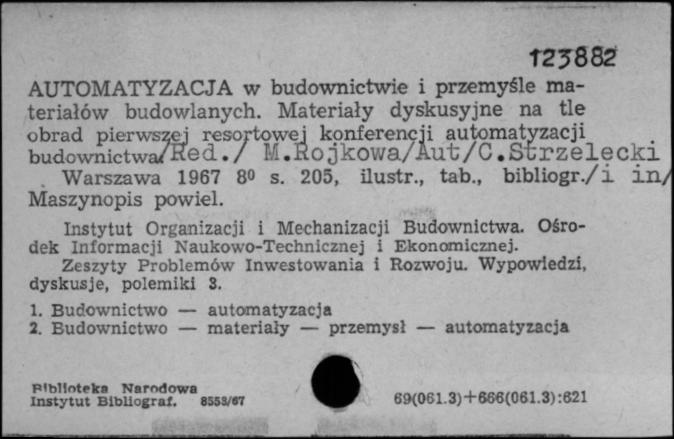 123882
AUTOMATYZACJA w budownictwie i przemyśle ma-
teriałów budowlanych. Materiały dyskusyjne na tle
obrad pierwszej resortowej konferencji automatyzacji
budownictwa/Red./ M.Rojkowa/Aut/C.Strzelecki
Warszawa 1967 8⁰ s. 205, ilustr., tab., bibliogr./i in/
Maszynopis powiel.
Instytut Organizacji i Mechanizacji Budownictwa. Ośro-
dek Informacji Naukowo-Technicznej i Ekonomicznej.
Zeszyty Problemów Inwestowania i Rozwoju. Wypowiedzi,
dyskusje, polemiki 3.
1. Budownictwo — automatyzacja
2. Budownictwo — materiały — przemysł — automatyzacja
Biblioteka Narodowa
Instytut Bibliograf. 8553/67 69(061.3)+666(061.3):621